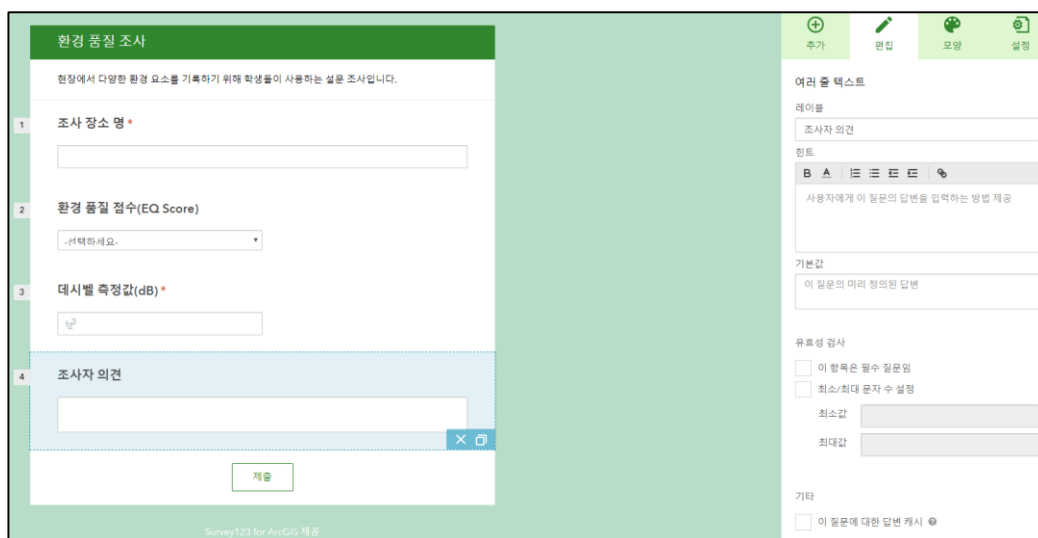 환경 품질 조사
현장에서 다양한 환경 요소를 기록하기 위해 학생들이 사용하는 설문 조사입니다.
1 조사 장소 명 *
2 환경 품질 점수(EQ Score)
-선택하세요-
3 데시벨 측정값(dB) *
1²³
4 조사자 의견
제출
Survey123 for ArcGIS 제공
추가 편집 모양 설정
여러 줄 텍스트
레이블
조사자 의견
힌트
B A
사용자에게 이 질문의 답변을 입력하는 방법 제공
기본값
이 질문의 미리 정의된 답변
유효성 검사
이 항목은 필수 질문임
최소/최대 문자 수 설정
최소값
최대값
기타
이 질문에 대한 답변 캐시